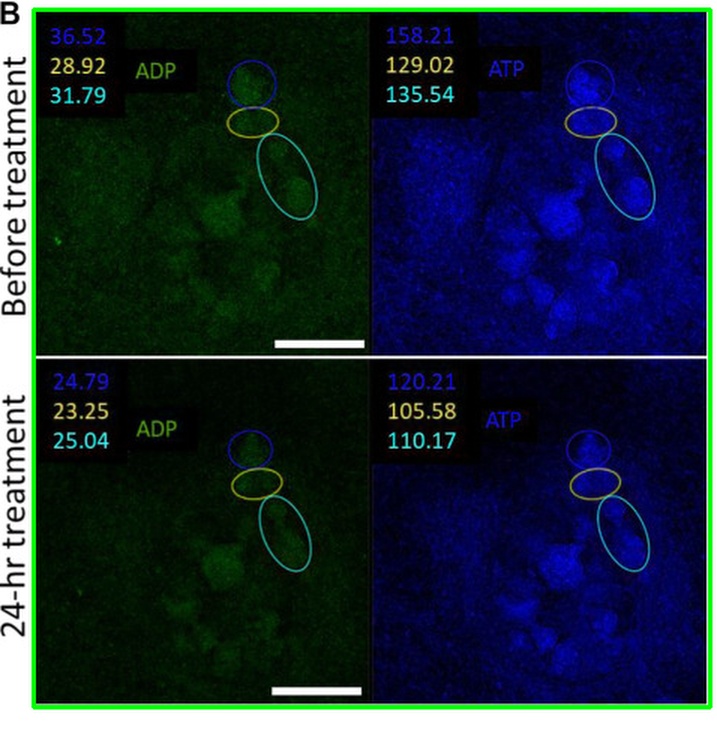 B
Before treatment
36.52
28.92
31.79
ADP
158.21
129.02
135.54
ATP
24-hr treatment
24.79
23.25
25.04
ADP
120.21
105.58
110.17
ATP